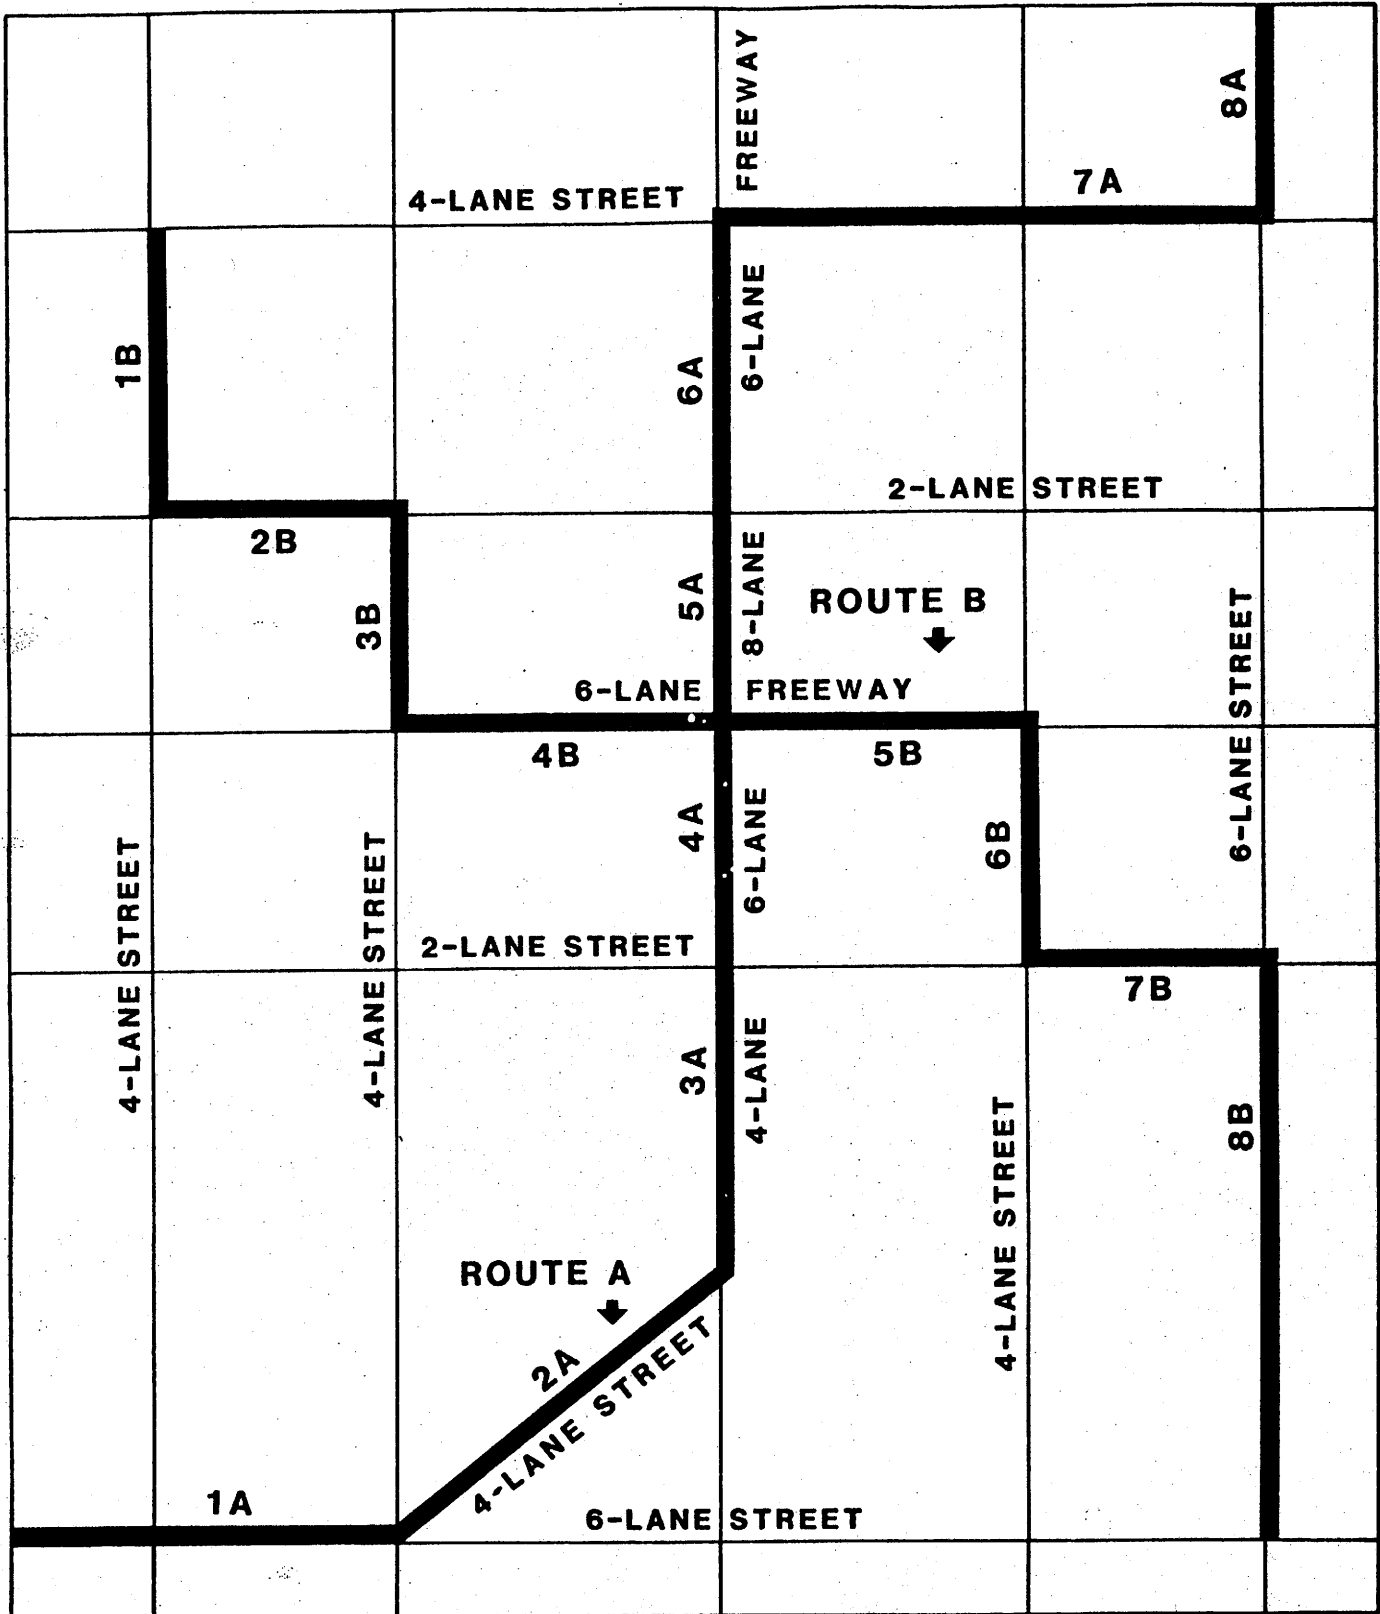 FREEWAY
8A
7A
4-LANE STREET
6-LANE
1B
6A
2-LANE STREET
2B
8-LANE
5A
ROUTE B
3B
6-LANE STREET
6-LANE FREEWAY
4B
5B
4A
6-LANE
6B
4-LANE STREET
4-LANE STREET
2-LANE STREET
7B
3A
4-LANE
8B
4-LANE STREET
ROUTE A
2A
4-LANE STREET
1A
6-LANE STREET